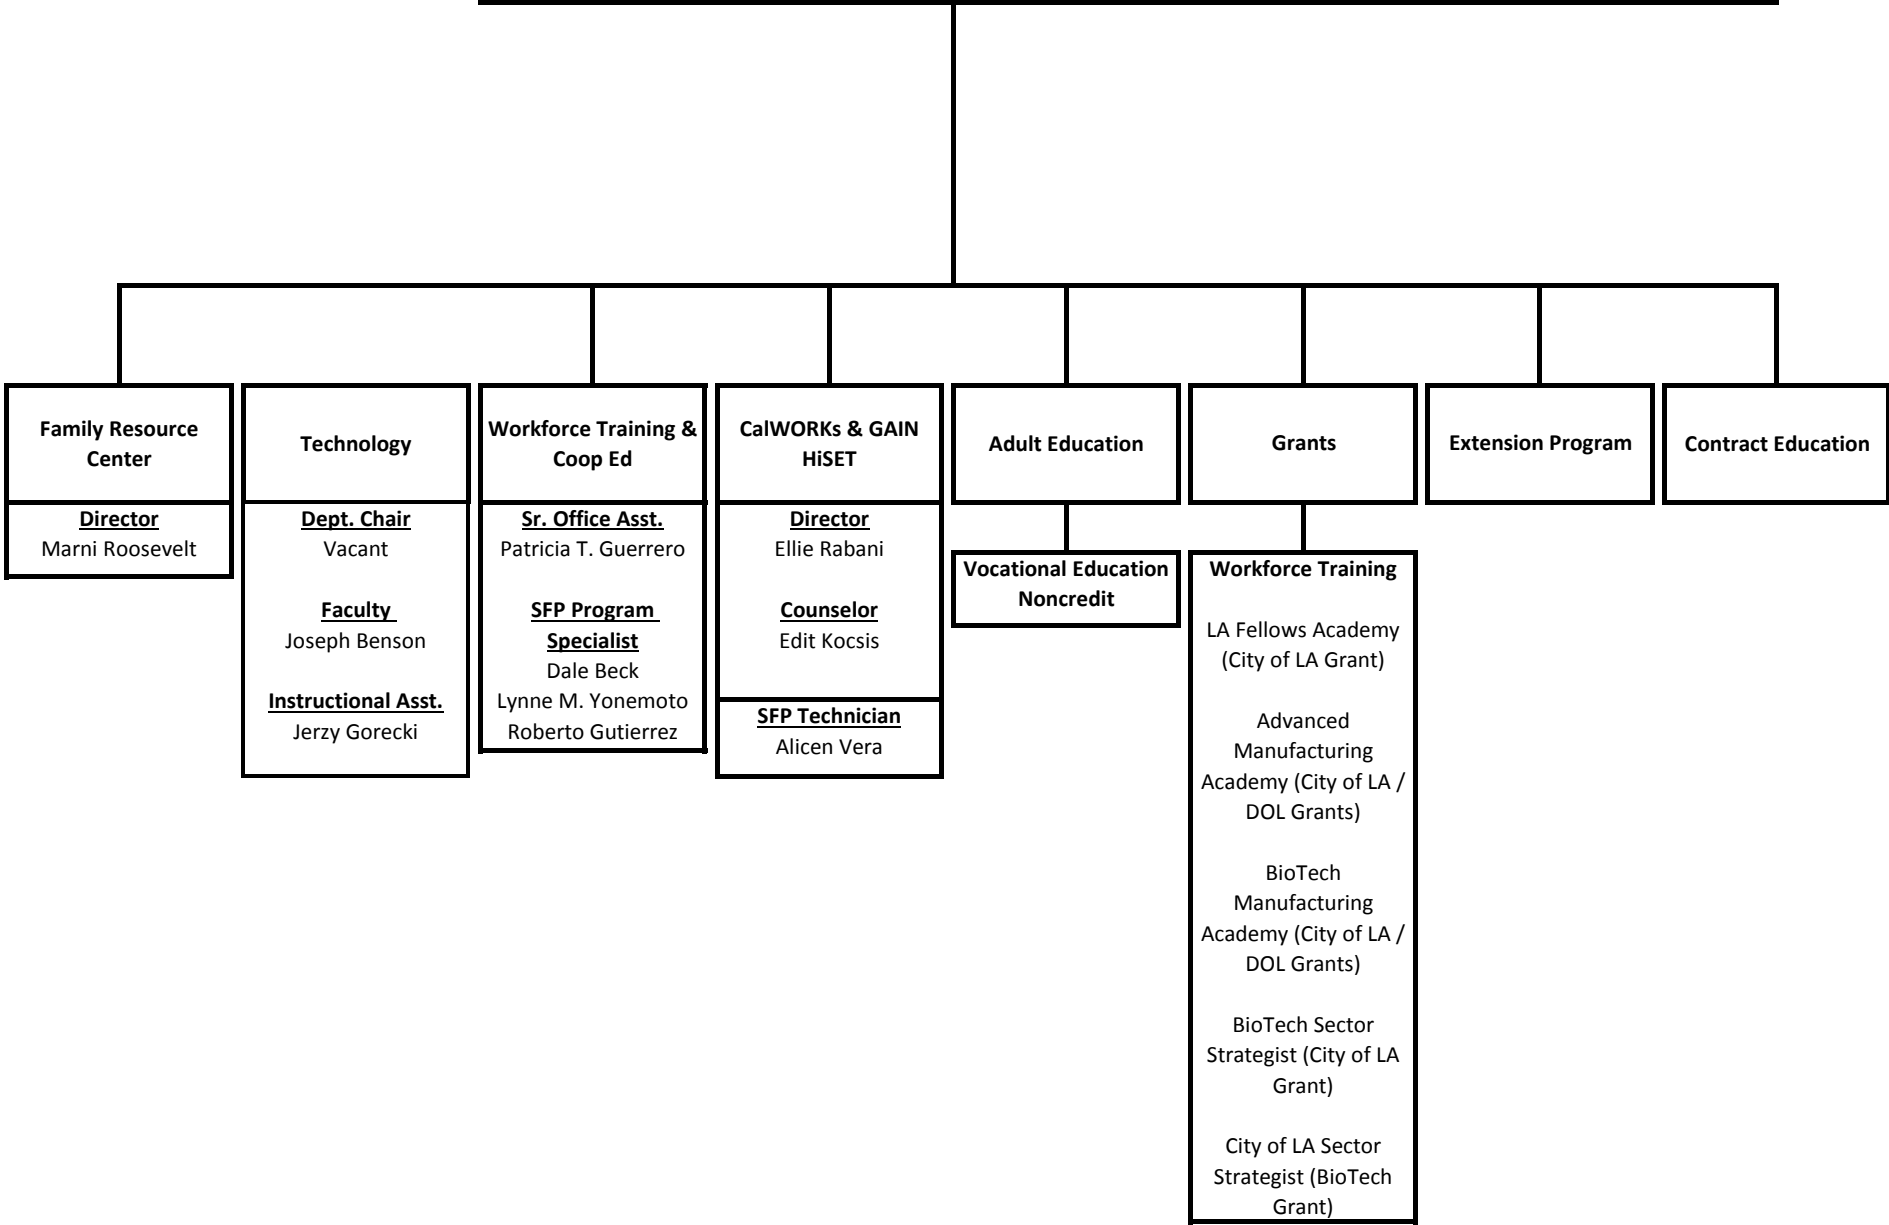 Family Resource
Center
Director
Marni Roosevelt
Technology
Dept. Chair
Vacant
Faculty
Joseph Benson
Instructional Asst.
Jerzy Gorecki
Workforce Training &
Coop Ed
Sr. Office Asst.
Patricia T. Guerrero
SFP Program
Specialist
Dale Beck
Lynne M. Yonemoto
Roberto Gutierrez
CalWORKs & GAIN
HiSET
Director
Ellie Rabani
Counselor
Edit Kocsis
SFP Technician
Alicen Vera
Adult Education
Vocational Education
Noncredit
Grants
Workforce Training
LA Fellows Academy
(City of LA Grant)
Advanced
Manufacturing
Academy (City of LA /
DOL Grants)
BioTech
Manufacturing
Academy (City of LA /
DOL Grants)
BioTech Sector
Strategist (City of LA
Grant)
City of LA Sector
Strategist (BioTech
Grant)
Extension Program
Contract Education